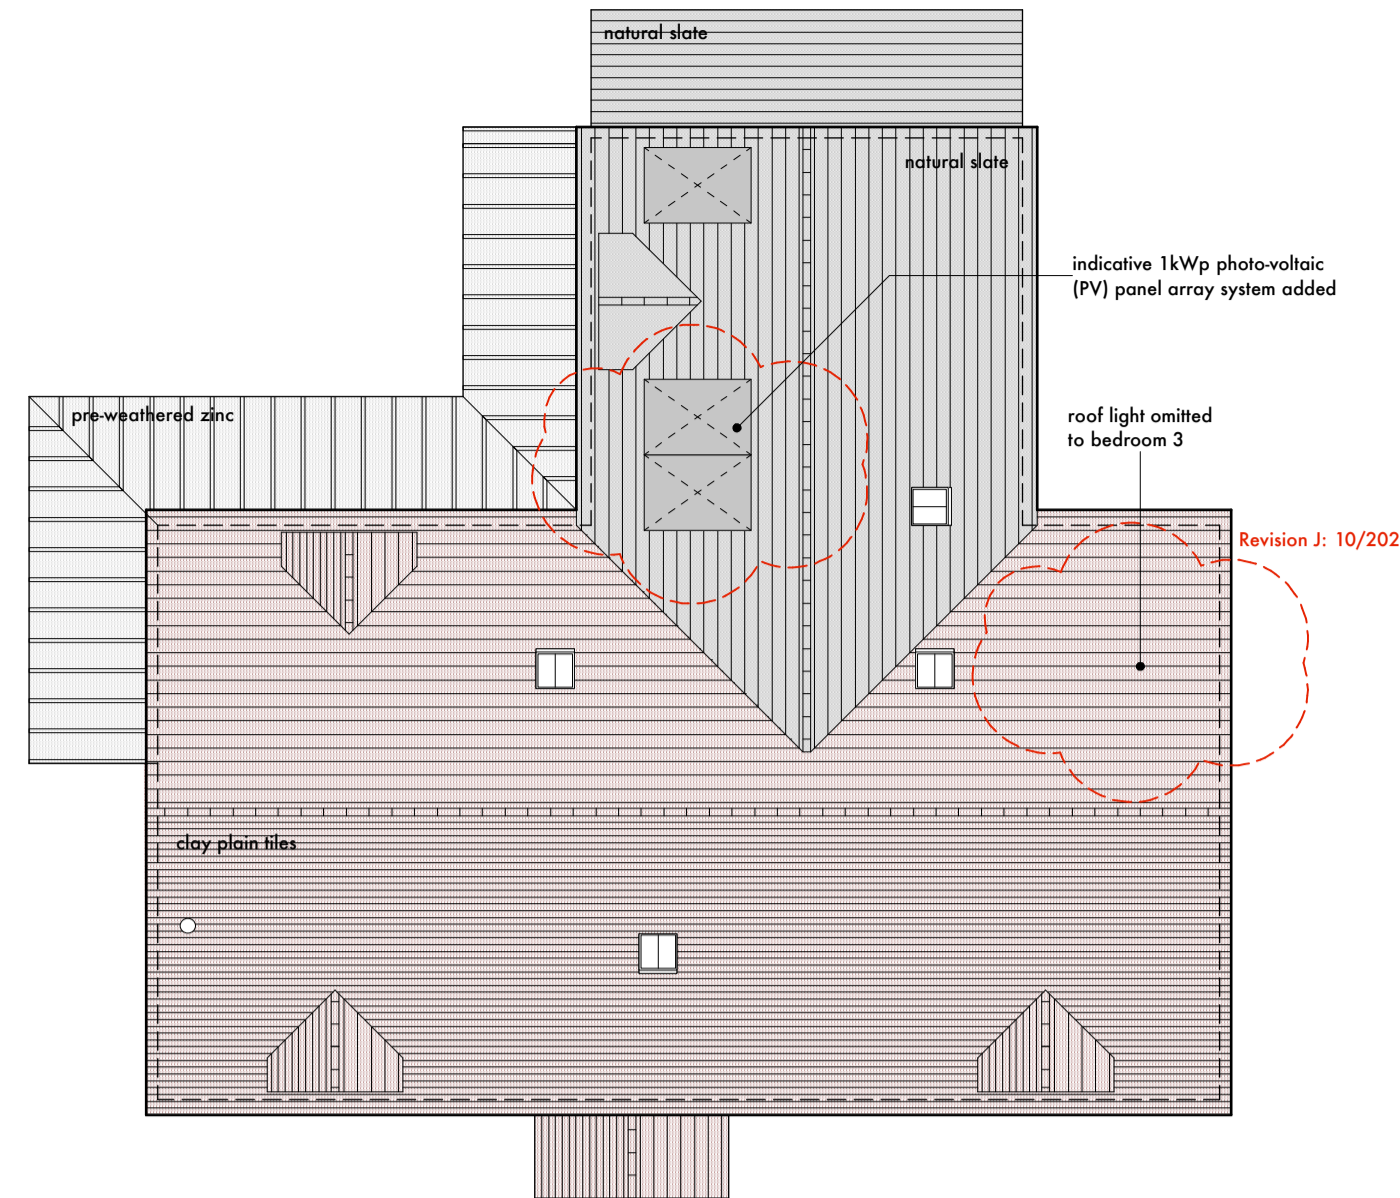 natural slate
natural slate
indicative 1kWp photo-voltaic
(PV) panel array system added
pre-weathered zinc
roof light omitted
to bedroom 3
Revision J: 10/202
clay plain tiles